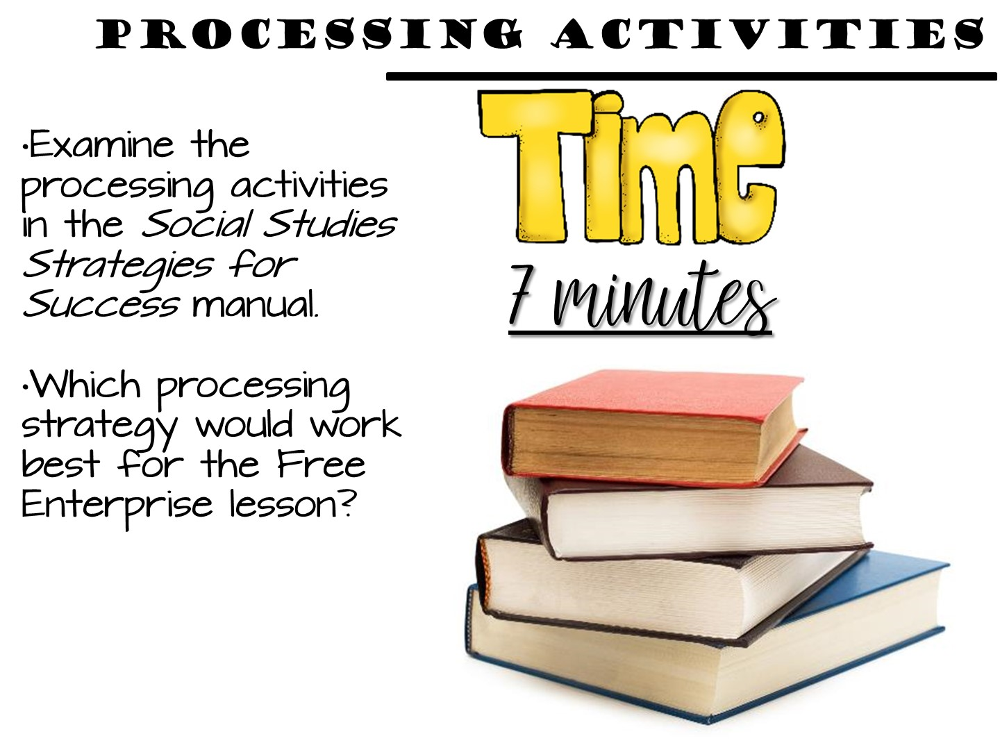 PROCESSING ACTIVITIES
•Examine the
processing activities
in the Social Studies
Strategies for
Success manual.
•Which processing
strategy would work
best for the Free
Enterprise lesson?
Time
7 minutes